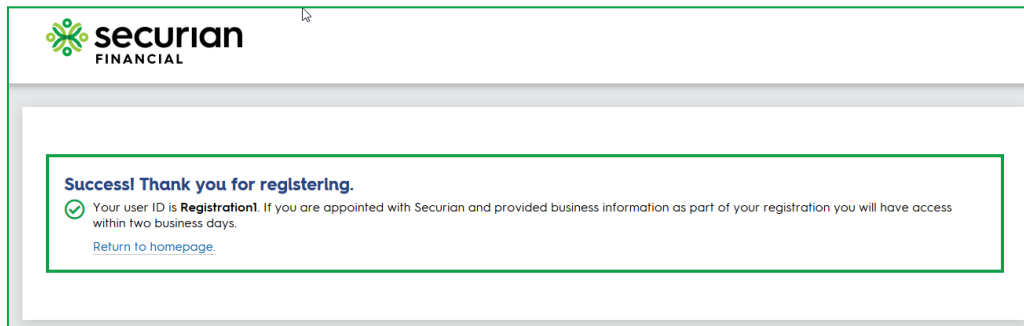 securian
FINANCIAL
Success! Thank you for registering.
Your user ID is Registration1. If you are appointed with Securian and provided business information as part of your registration you will have access
within two business days.
Return to homepage.